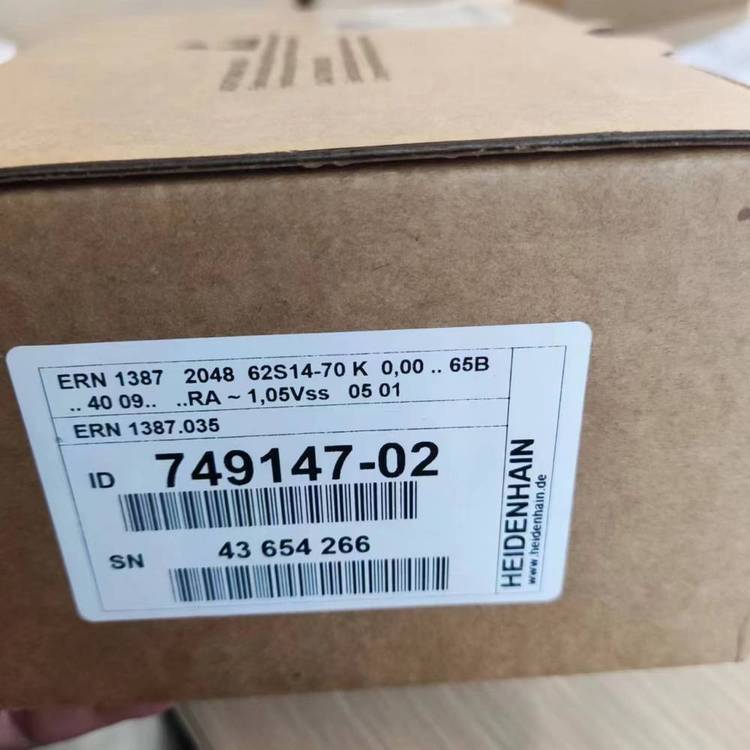 ERN 1387 2048 62S14-70 K 0,00 .. 65B
.. 40 09.. ..RA ~ 1,05Vss 05 01
ERN 1387.035
ID 749147-02
SN 43 654 266
HEIDENHAIN
www.heidenhain.de